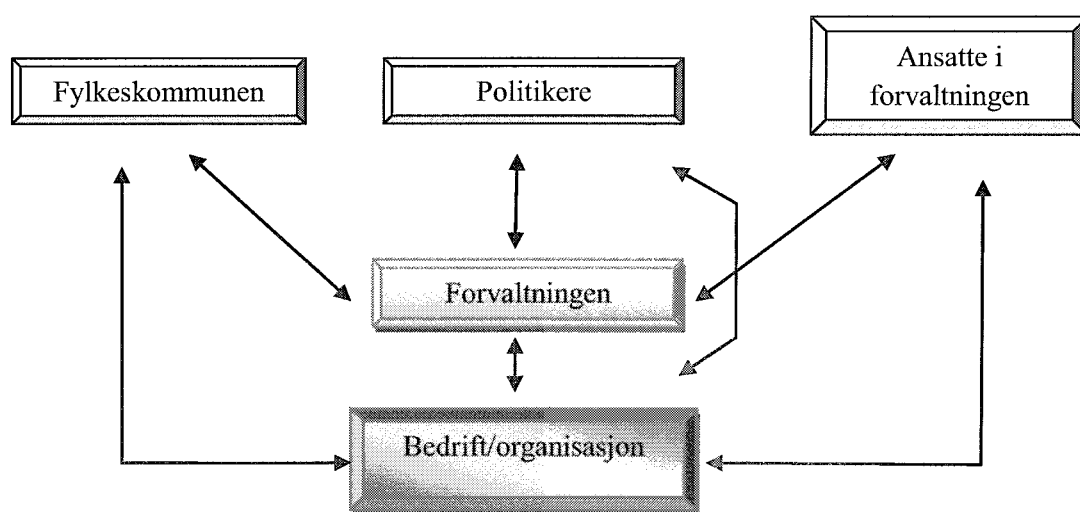 Fylkeskommunen
Politikere
Ansatte i
forvaltningen
Forvaltningen
Bedrift/organisasjon